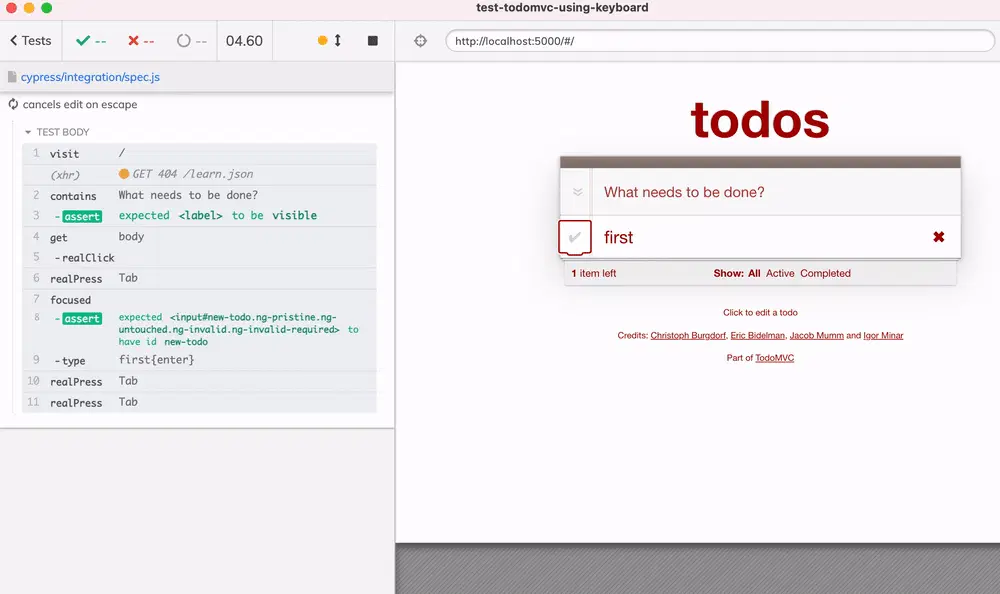 test-todomvc-using-keyboard
Tests -- -- -- 04.60
http://localhost:5000/#/
cypress/integration/spec.js
cancels edit on escape
TEST BODY
1 visit /
(xhr) GET 404 /learn.json
2 contains What needs to be done?
3 -assert expected <label> to be visible
4 get body
5 -realClick
6 realPress Tab
7 focused
8 -assert expected <input#new-todo.ng-pristine.ng-
untouched.ng-invalid.ng-invalid-required> to
have id new-todo
9 -type first{enter}
10 realPress Tab
11 realPress Tab
todos
What needs to be done?
first
1 item left Show: All Active Completed
Click to edit a todo
Credits: Christoph Burgdorf, Eric Bidelman, Jacob Mumm and Igor Minar
Part of TodoMVC